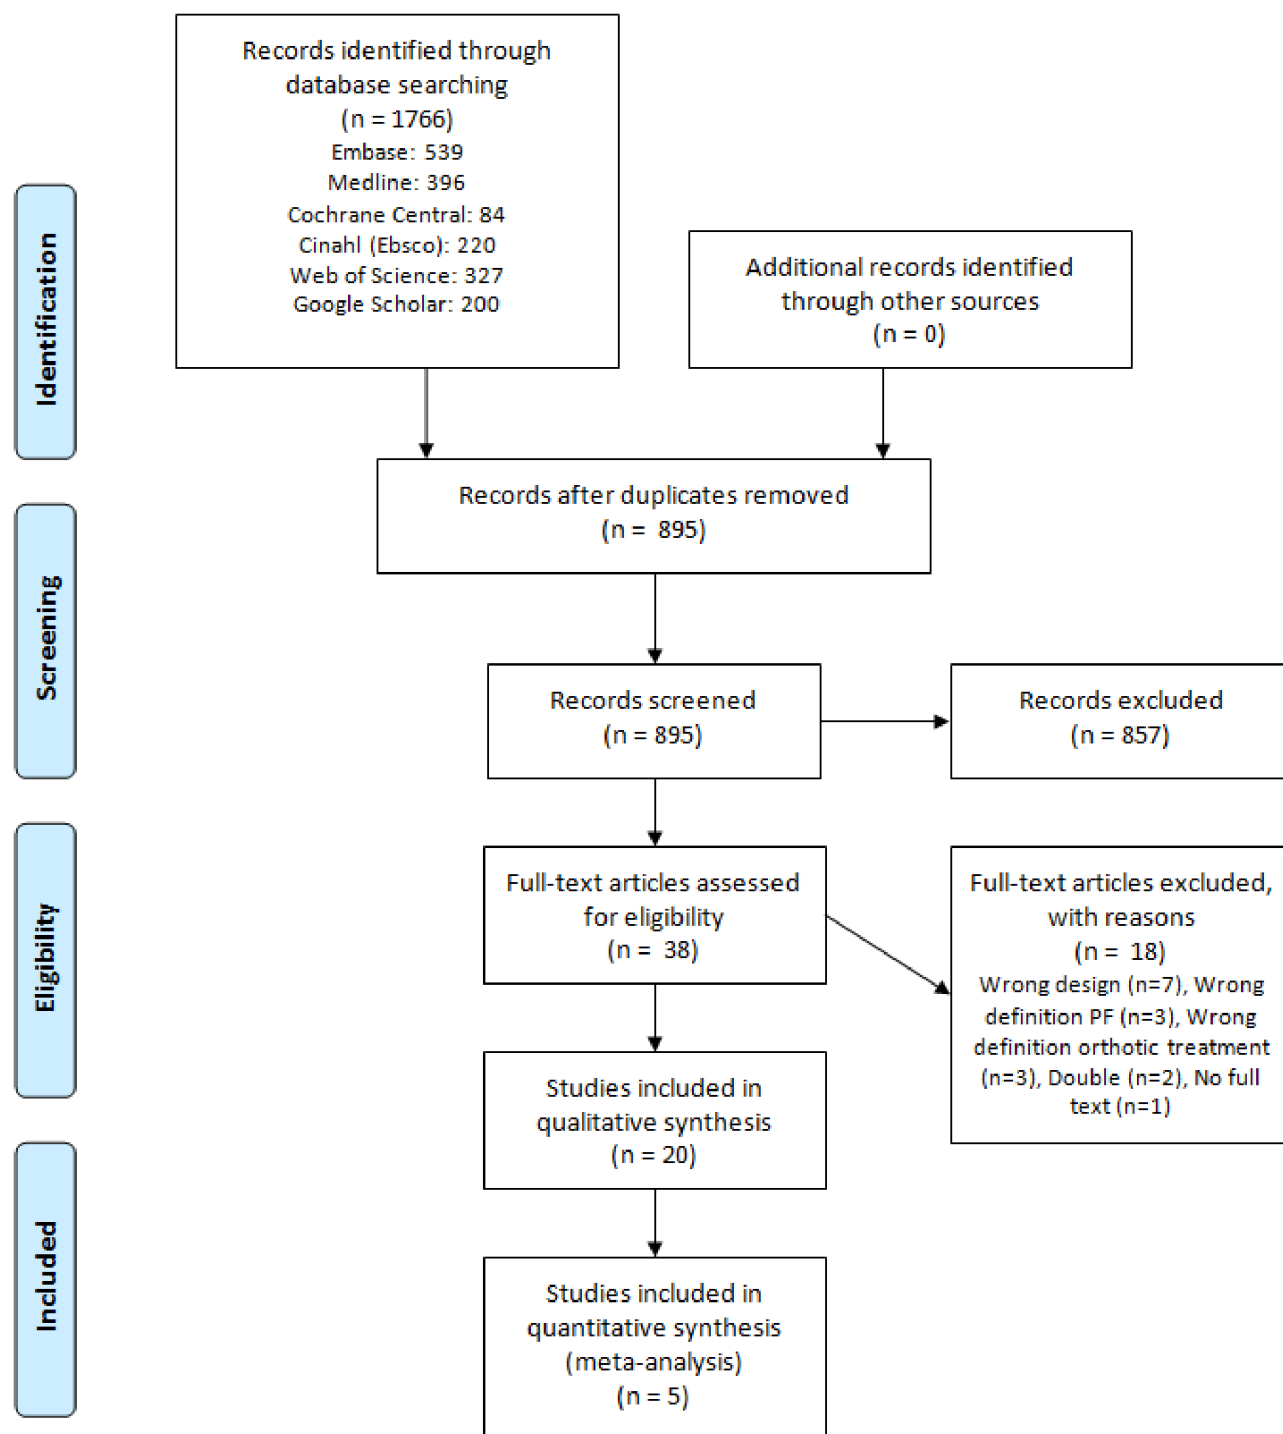 Records identified through
database searching
(n = 1766)
Embase: 539
Medline: 396
Cochrane Central: 84
Cinahl (Ebsco): 220
Web of Science: 327
Google Scholar: 200
Additional records identified
through other sources
(n = 0)
Identification
Records after duplicates removed
(n = 895)
Screening
Records screened
(n = 895)
Records excluded
(n = 857)
Eligibility
Full-text articles assessed
for eligibility
(n = 38)
Full-text articles excluded,
with reasons
(n = 18)
Wrong design (n=7), Wrong
definition PF (n=3), Wrong
definition orthotic treatment
(n=3), Double (n=2), No full
text (n=1)
Studies included in
qualitative synthesis
(n = 20)
Included
Studies included in
quantitative synthesis
(meta-analysis)
(n = 5)